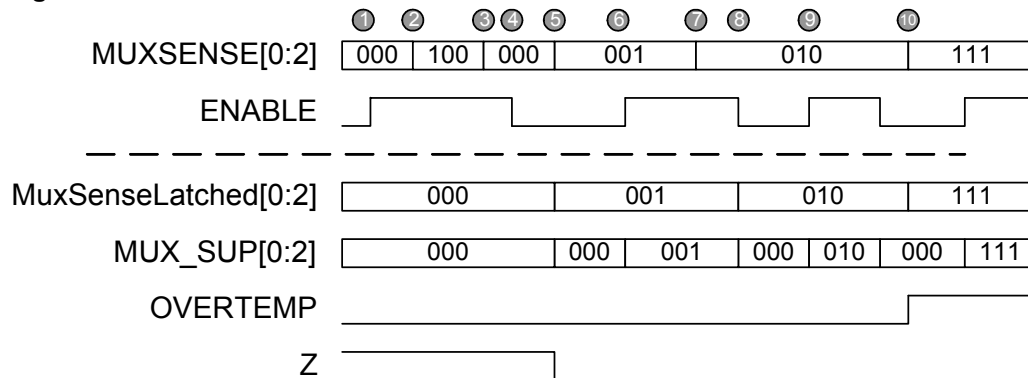 1 2 3 4 5 6 7 8 9 10
MUXSENSE[0:2] 000 100 000 001 010 111
ENABLE
MuxSenseLatched[0:2] 000 001 010 111
MUX_SUP[0:2] 000 000 001 000 010 000 111
OVERTEMP
Z